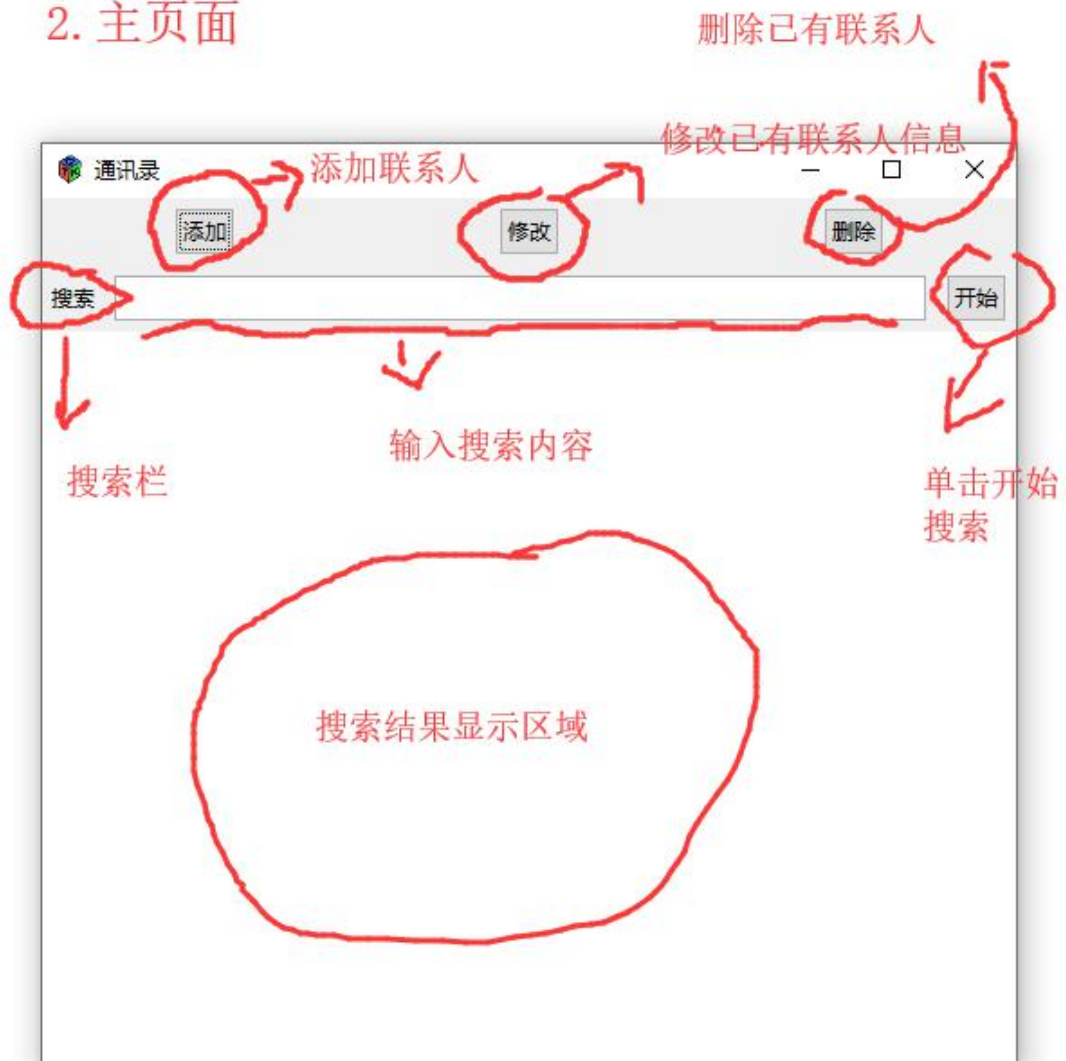 2.主页面
删除已有联系人
修改已有联系人信息
通讯录
添加联系人
添加
修改
删除
搜索
开始
输入搜索内容
搜索栏
单击开始
搜索
搜索结果显示区域